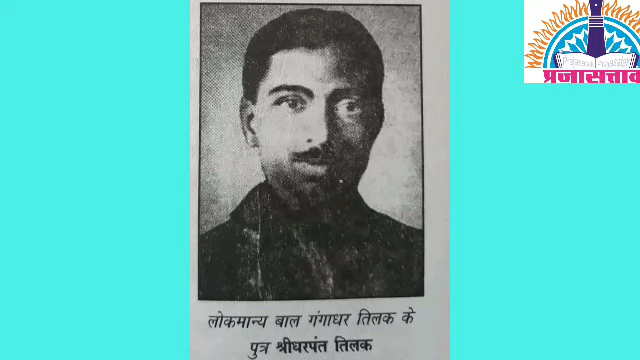 प्रजासत्ताक
लोकमान्य बाल गंगाधर तिलक के
पुत्र श्रीधरपंत तिलक